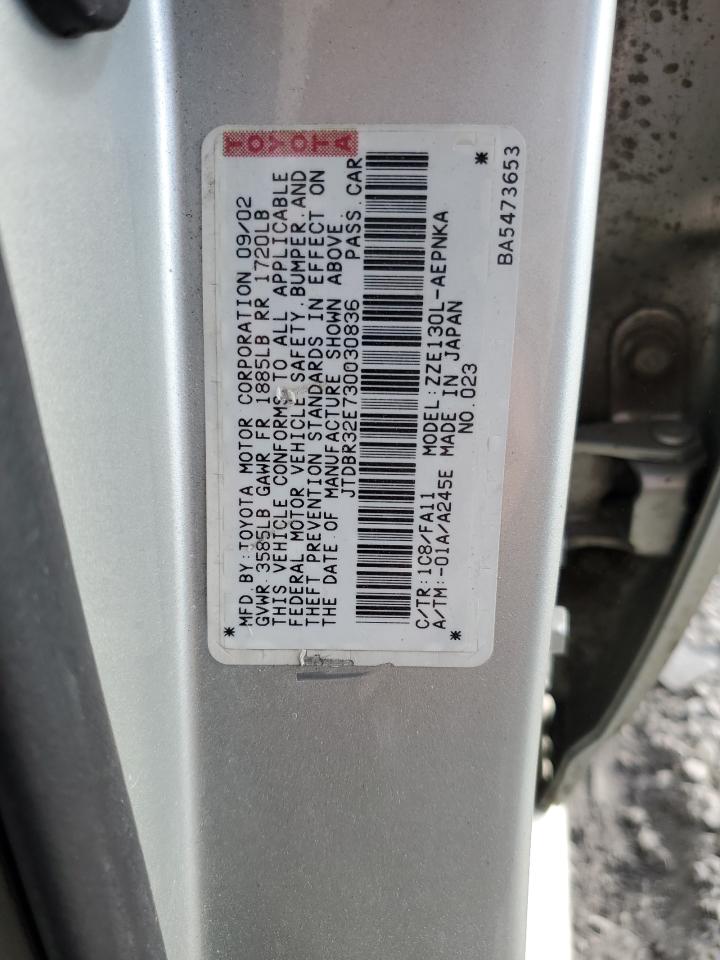 TOYOTA
MFD. BY: TOYOTA MOTOR CORPORATION 09/02
GVWR 3585LB GAWR FR 1885LB RR 1720LB
THIS VEHICLE CONFORMS TO ALL APPLICABLE
FEDERAL MOTOR VEHICLE SAFETY, BUMPER, AND
THEFT PREVENTION STANDARDS IN EFFECT ON
THE DATE OF MANUFACTURE SHOWN ABOVE.
JTDBR32E730030836 PASS. CAR
C/TR: 1C8/FA11 MODEL: ZZE130L-AEPNKA
A/TM: -01A/A245E MADE IN JAPAN
* NO. 023 *
BA5473653